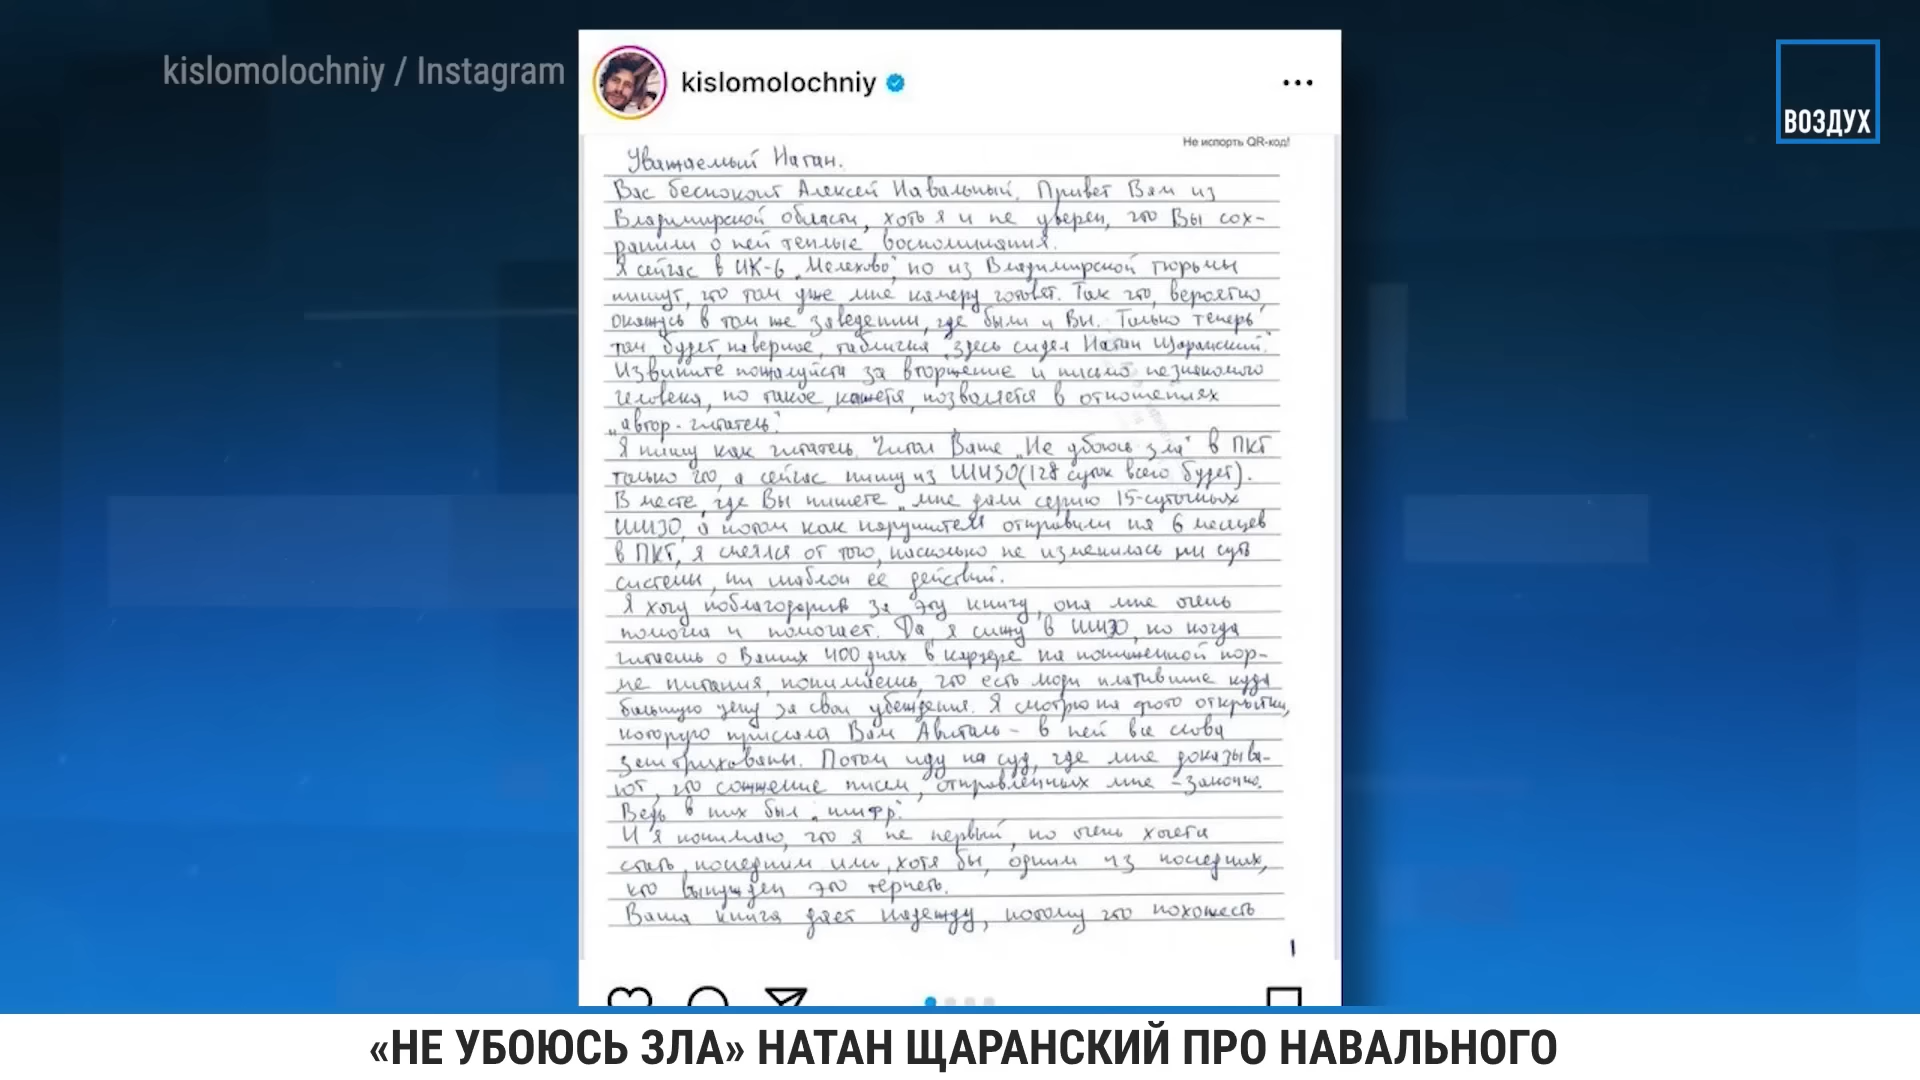 kislomolochniy / Instagram
kislomolochniy
ВОЗДУХ
Не испорть QR-код!
Уважаемый Натан.
Вас беспокоит Алексей Навальный. Привет Вам из
Владимирской области, хоть я и не уверен, что Вы сох-
ранили о ней теплые воспоминания.
Я сейчас в ИК-6 „Мелехово", но из Владимирской тюрьмы
пишут, что там уже мне камеру готовят. Так что, вероятно,
окажусь в том же заведении, где были и Вы. Только теперь
там будет, наверное, табличка „здесь сидел Натан Щаранский".
Извините пожалуйста за вторжение и письмо незнакомого
человека, но такое, кажется, позволяется в отношениях
„автор-читатель".
Я пишу как читатель. Читал Ваше „Не убоюсь зла" в ПКТ
только что, а сейчас пишу из ШИЗО (128 суток всего будет).
В месте, где Вы пишете „мне дали серию 15-суточных
ШИЗО, а потом как нарушителя отправили на 6 месяцев
в ПКТ, я смеялся от того, насколько не изменилась ни суть
системы, ни шаблон ее действий.
Я хочу поблагодарить за эту книгу, она мне очень
помогла и помогает. Да, я сижу в ШИЗО, но когда
читаешь о Ваших 400 днях в карцере на пониженной нор-
ме питания, понимаешь, что есть люди платившие куда
большую цену за свои убеждения. Я смотрю на фото открытки,
которую прислала Вам Авиталь – в ней все слова
заштрихованы. Потом иду на суд, где мне доказыва-
ют, что сожжение писем, отправленных мне – законно.
Ведь в них был „шифр".
И я понимаю, что я не первый, но очень хочется
стать последним или, хотя бы, одним из последних,
кто вынужден это терпеть.
Ваша книга дает надежду, потому что похожесть
1
«НЕ УБОЮСЬ ЗЛА» НАТАН ЩАРАНСКИЙ ПРО НАВАЛЬНОГО